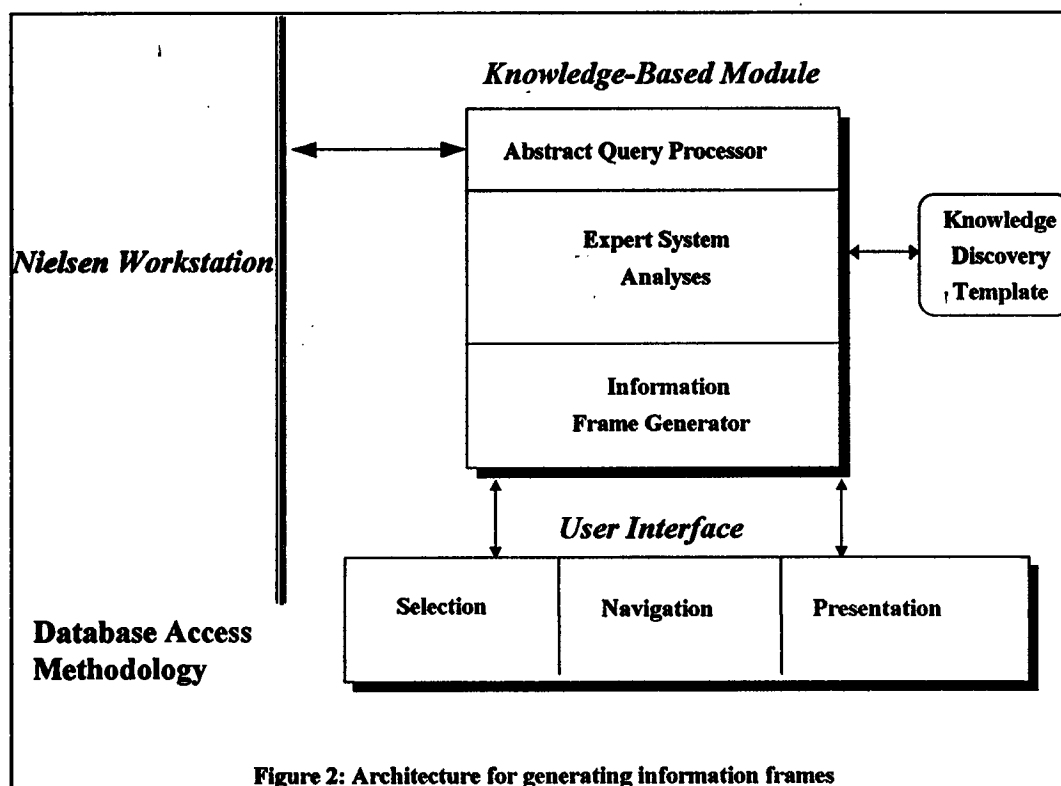 Knowledge-Based Module
Abstract Query Processor
Expert System
Analyses
Knowledge
Discovery
Template
Nielsen Workstation
Information
Frame Generator
User Interface
Selection
Navigation
Presentation
Database Access
Methodology
Figure 2: Architecture for generating information frames